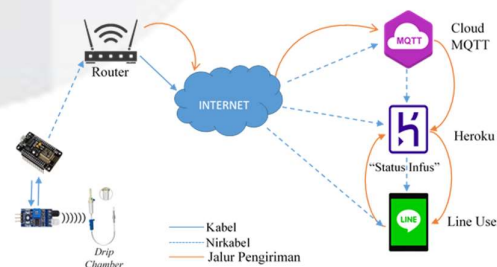 Router
INTERNET
Cloud
MQTT
MQTT
Heroku
"Status Infus"
LINE
Line Use
Drip
Chamber
Kabel
Nirkabel
Jalur Pengiriman